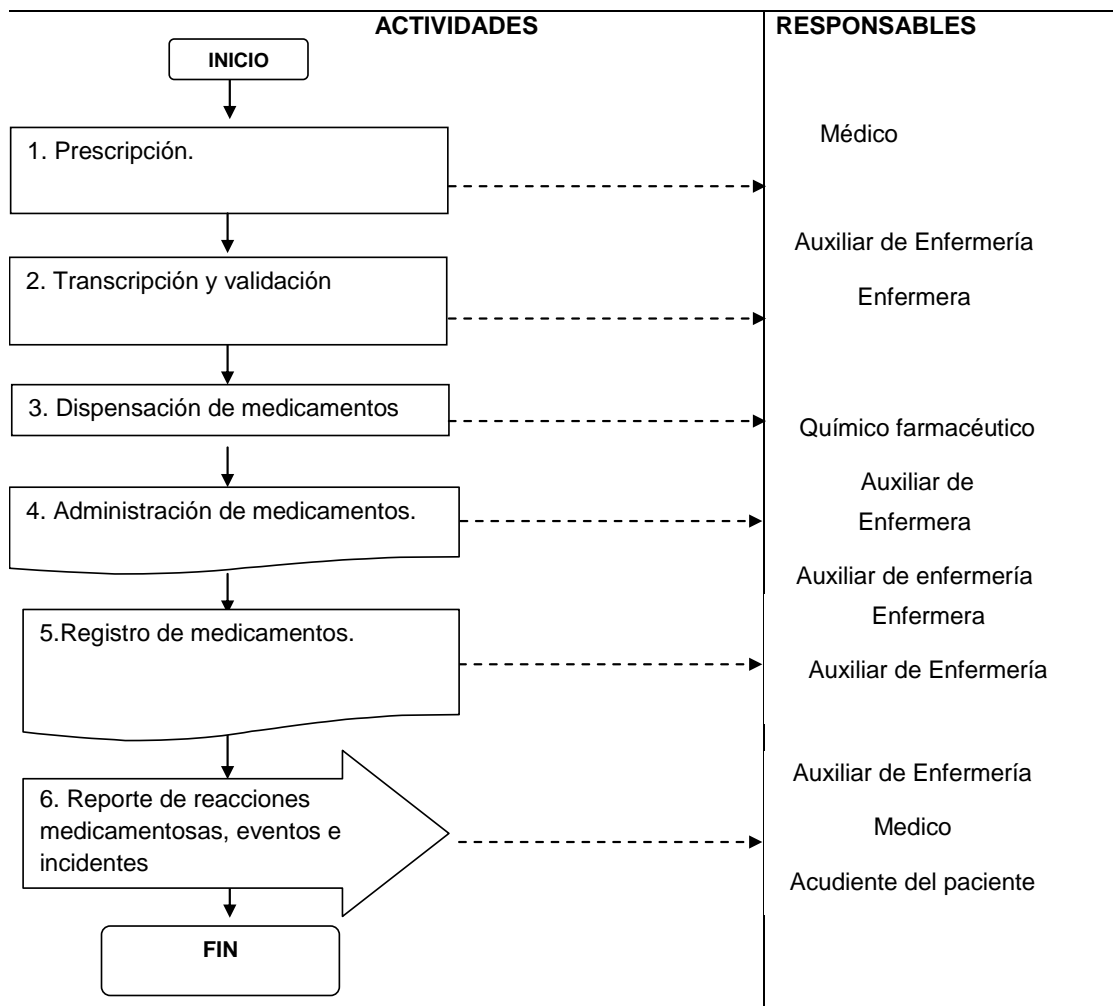 ACTIVIDADES
RESPONSABLES
INICIO
1. Prescripción.
Médico
2. Transcripción y validación
Auxiliar de Enfermería
Enfermera
3. Dispensación de medicamentos
Químico farmacéutico
4. Administración de medicamentos.
Auxiliar de
Enfermera
5.Registro de medicamentos.
Auxiliar de enfermería
Enfermera
Auxiliar de Enfermería
6. Reporte de reacciones
medicamentosas, eventos e
incidentes
Auxiliar de Enfermería
Medico
Acudiente del paciente
FIN